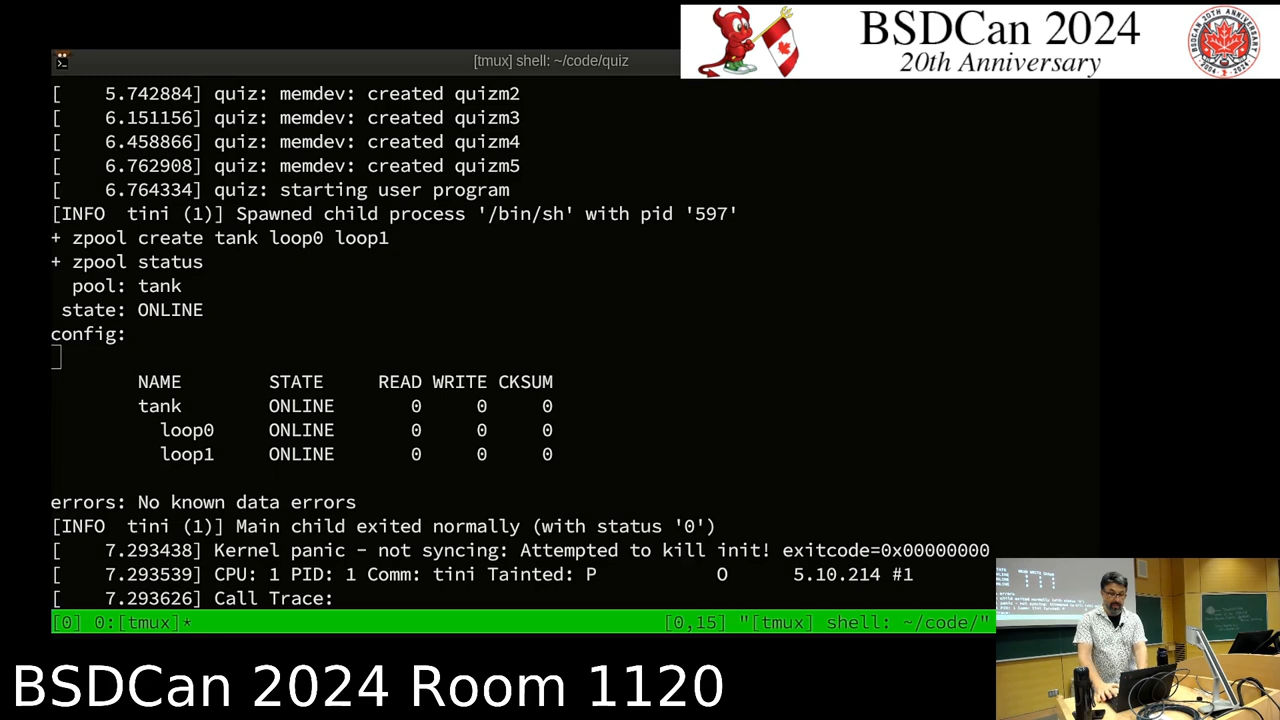 BSDCan 2024
20th Anniversary
[tmux] shell: ~/code/quiz
[    5.742884] quiz: memdev: created quizm2
[    6.151156] quiz: memdev: created quizm3
[    6.458866] quiz: memdev: created quizm4
[    6.762908] quiz: memdev: created quizm5
[    6.764334] quiz: starting user program
[INFO  tini (1)] Spawned child process '/bin/sh' with pid '597'
+ zpool create tank loop0 loop1
+ zpool status
pool: tank
state: ONLINE
config:
NAME STATE READ WRITE CKSUM
tank ONLINE 0 0 0
loop0 ONLINE 0 0 0
loop1 ONLINE 0 0 0
errors: No known data errors
[INFO  tini (1)] Main child exited normally (with status '0')
[    7.293438] Kernel panic - not syncing: Attempted to kill init! exitcode=0x00000000
[    7.293539] CPU: 1 PID: 1 Comm: tini Tainted: P           O      5.10.214 #1
[    7.293626] Call Trace:
[0] 0:[tmux]* [0,15] "[tmux] shell: ~/code/"
BSDCan 2024 Room 1120